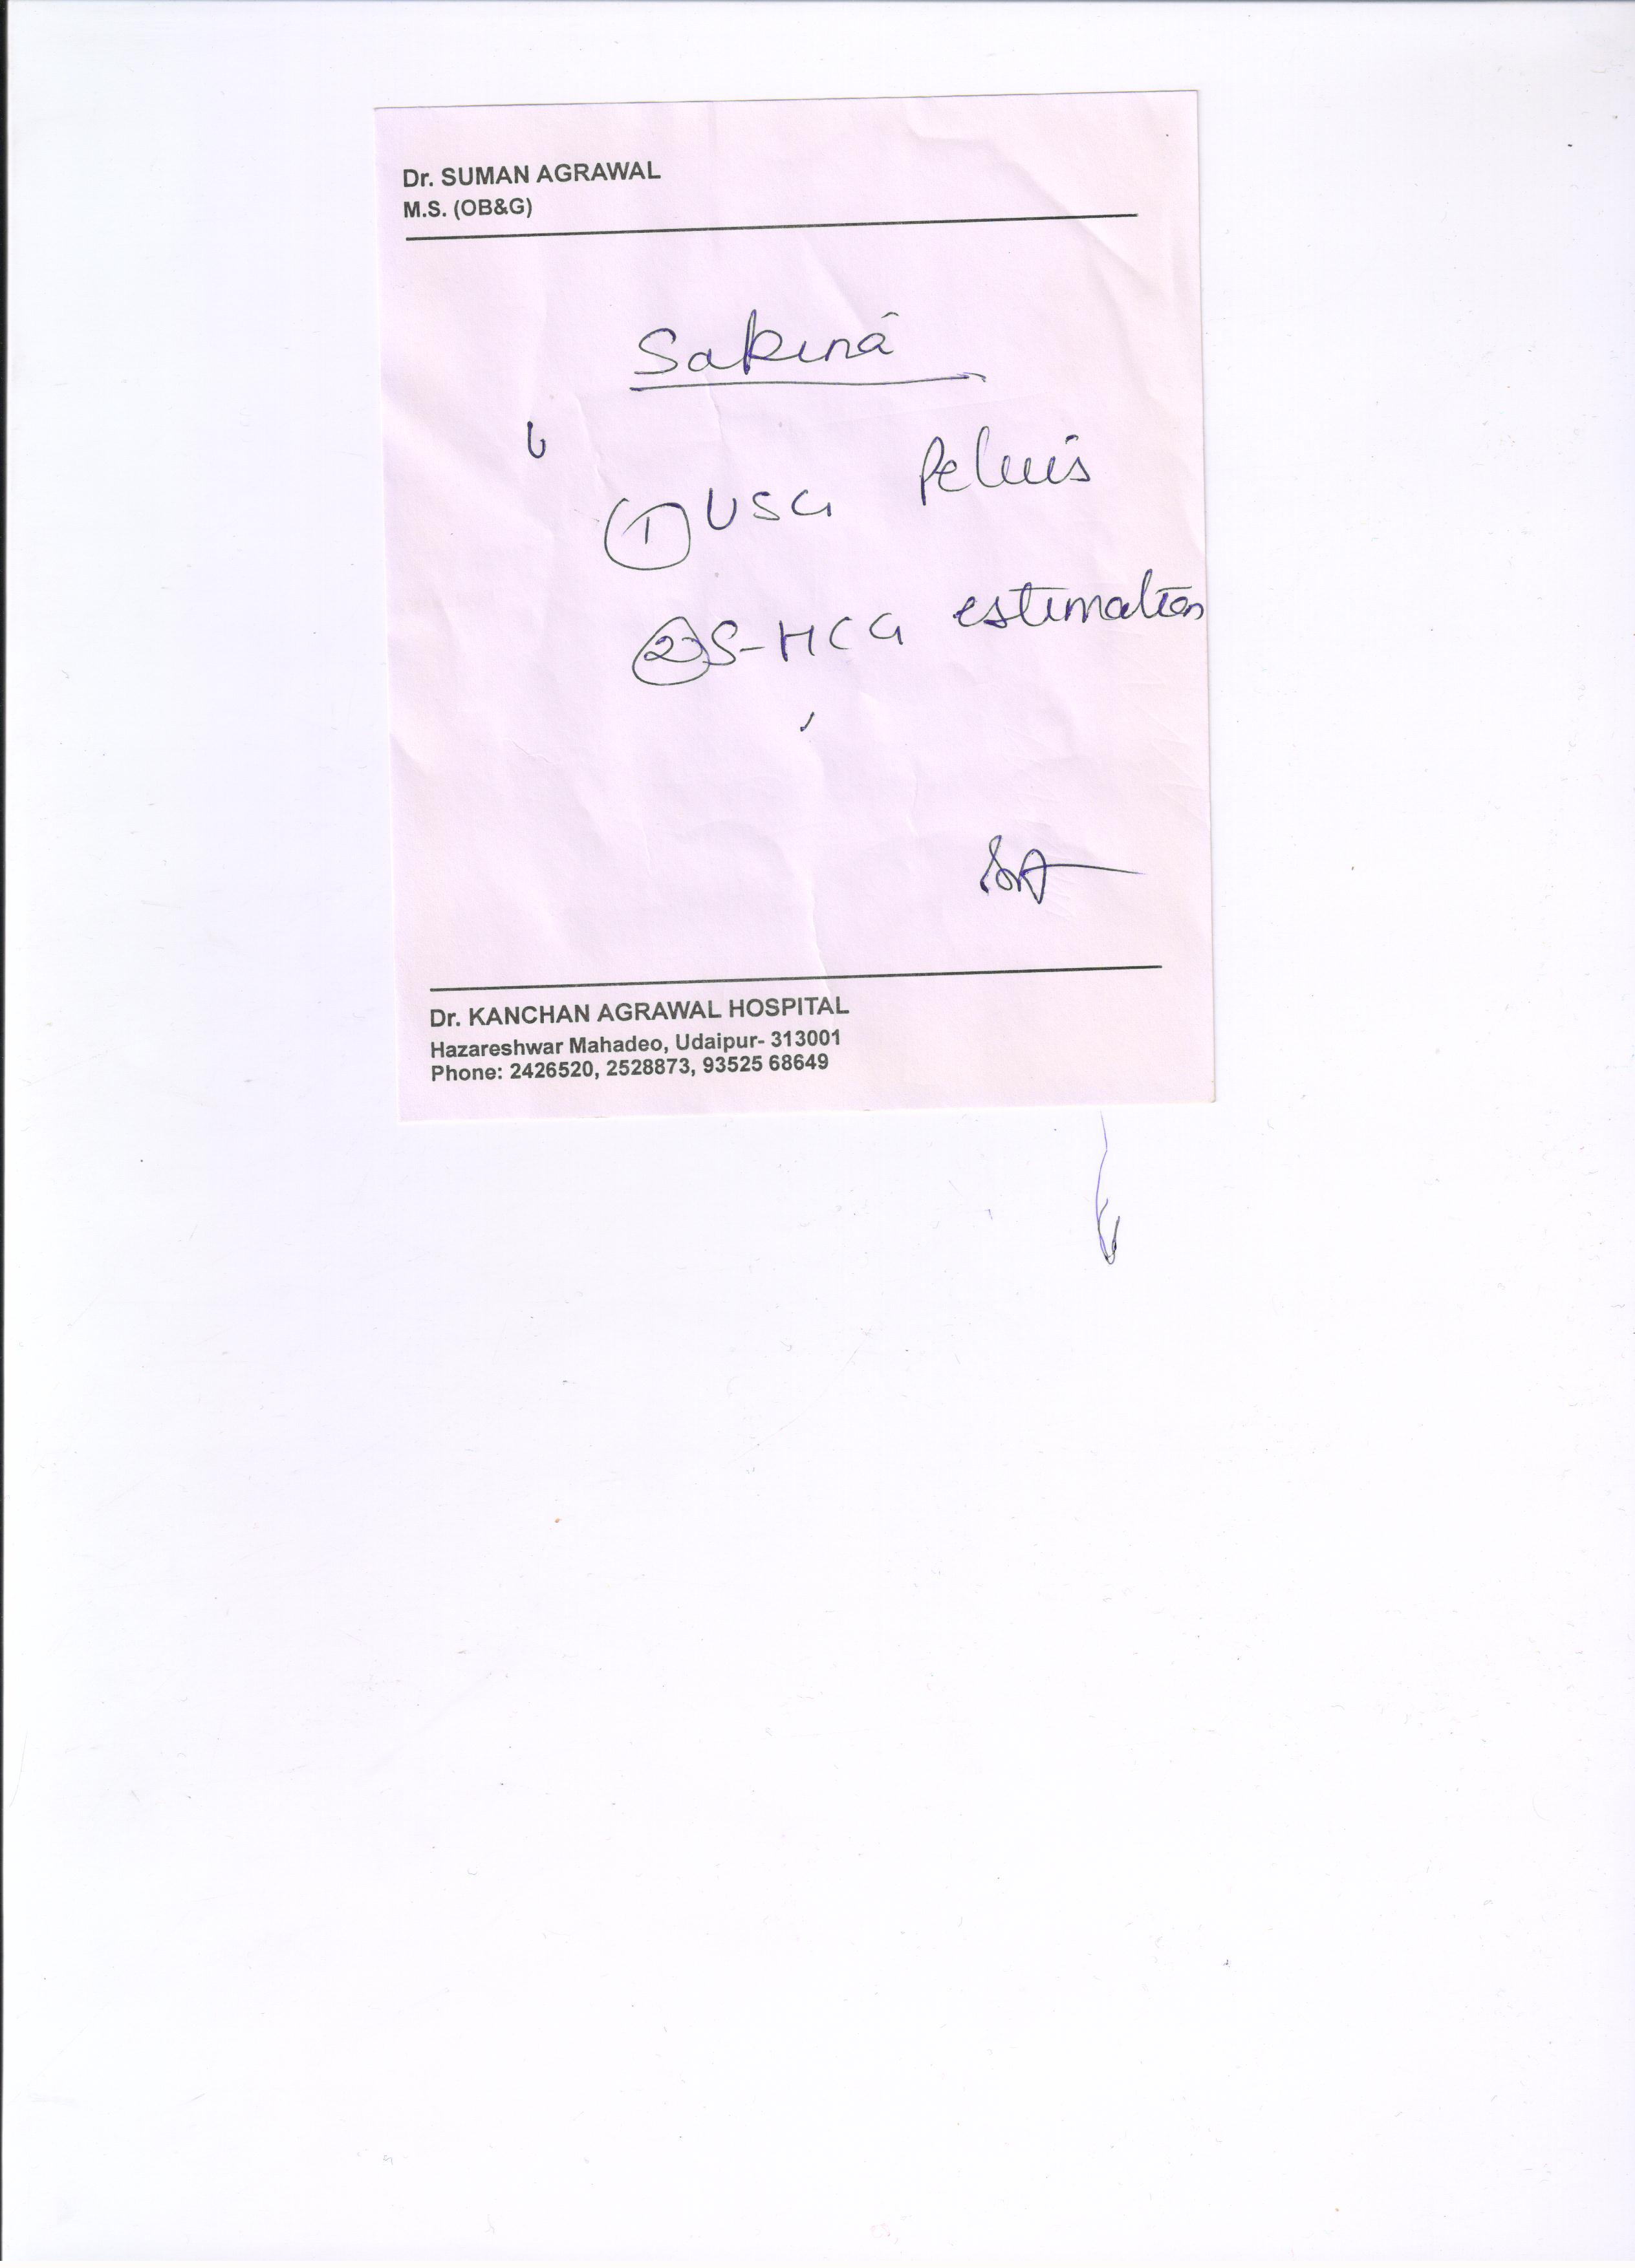 Dr. SUMAN AGRAWAL
M.S. (OB&G)
Sakina
① USG Pelvis
② S-HCG estimation
SA
Dr. KANCHAN AGRAWAL HOSPITAL
Hazareshwar Mahadeo, Udaipur- 313001
Phone: 2426520, 2528873, 93525 68649